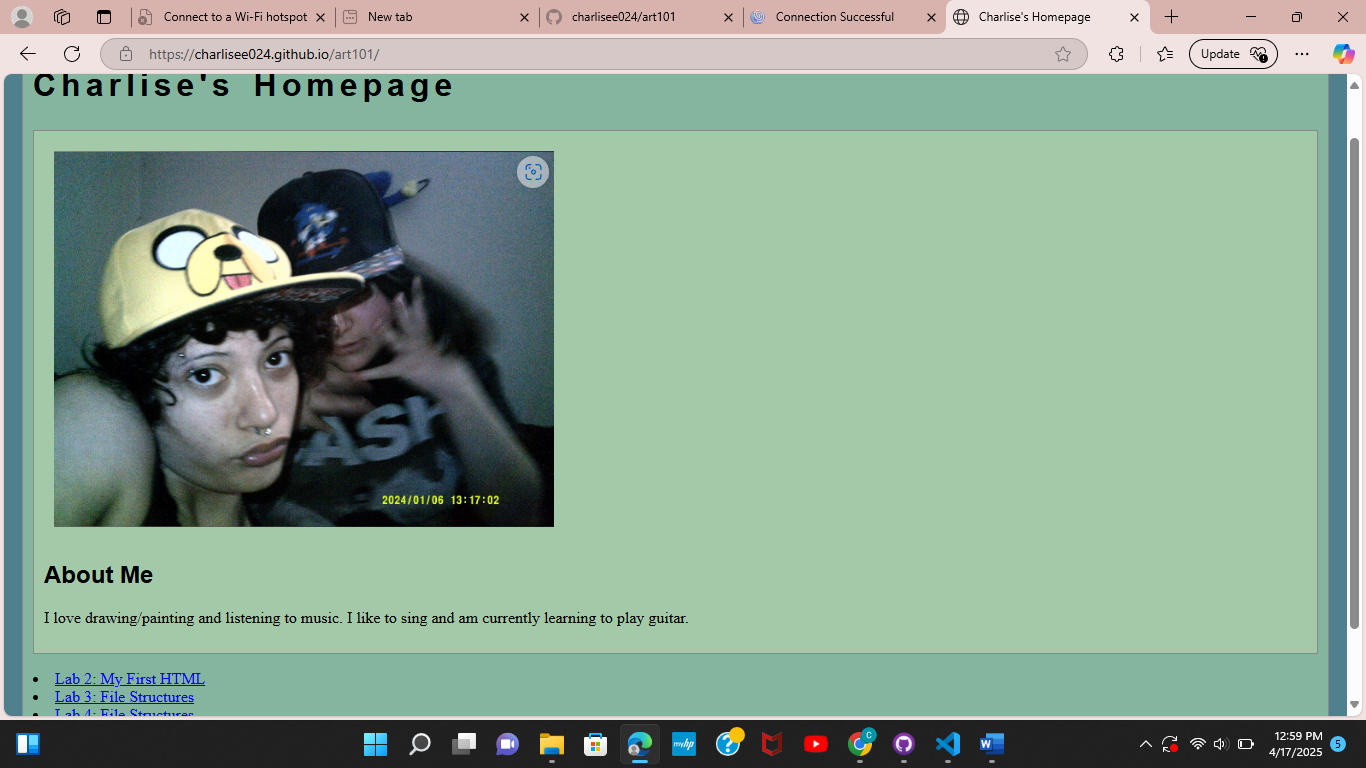 Connect to a Wi-Fi hotspot
New tab
charlisee024/art101
Connection Successful
Charlise's Homepage
https://charlisee024.github.io/art101/
Update
Charlise's Homepage
ASH
2024/01/06 13:17:02
About Me
I love drawing/painting and listening to music. I like to sing and am currently learning to play guitar.
Lab 2: My First HTML
Lab 3: File Structures
Lab 4: File Structures
myhp
C
12:59 PM
4/17/2025
5